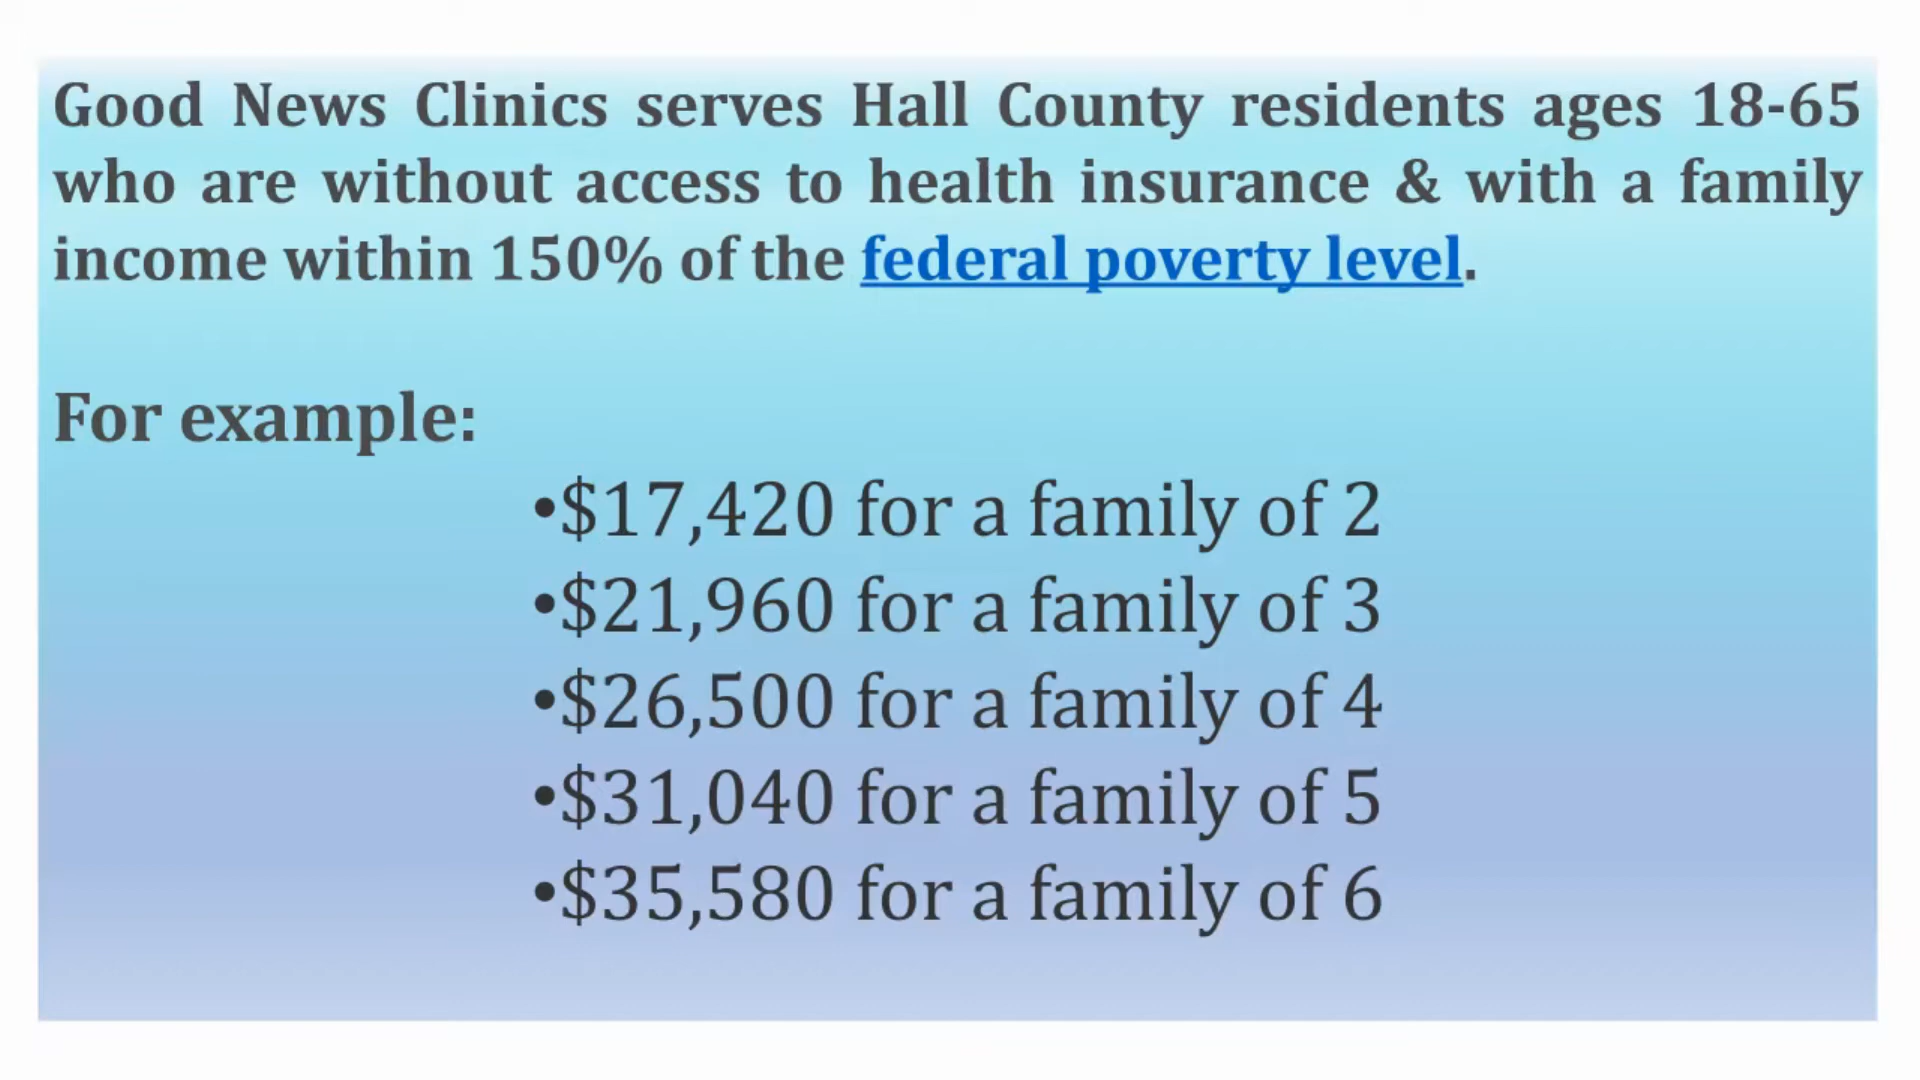 Good News Clinics serves Hall County residents ages 18-65
who are without access to health insurance & with a family
income within 150% of the federal poverty level.
For example:
•$17,420 for a family of 2
•$21,960 for a family of 3
•$26,500 for a family of 4
•$31,040 for a family of 5
•$35,580 for a family of 6